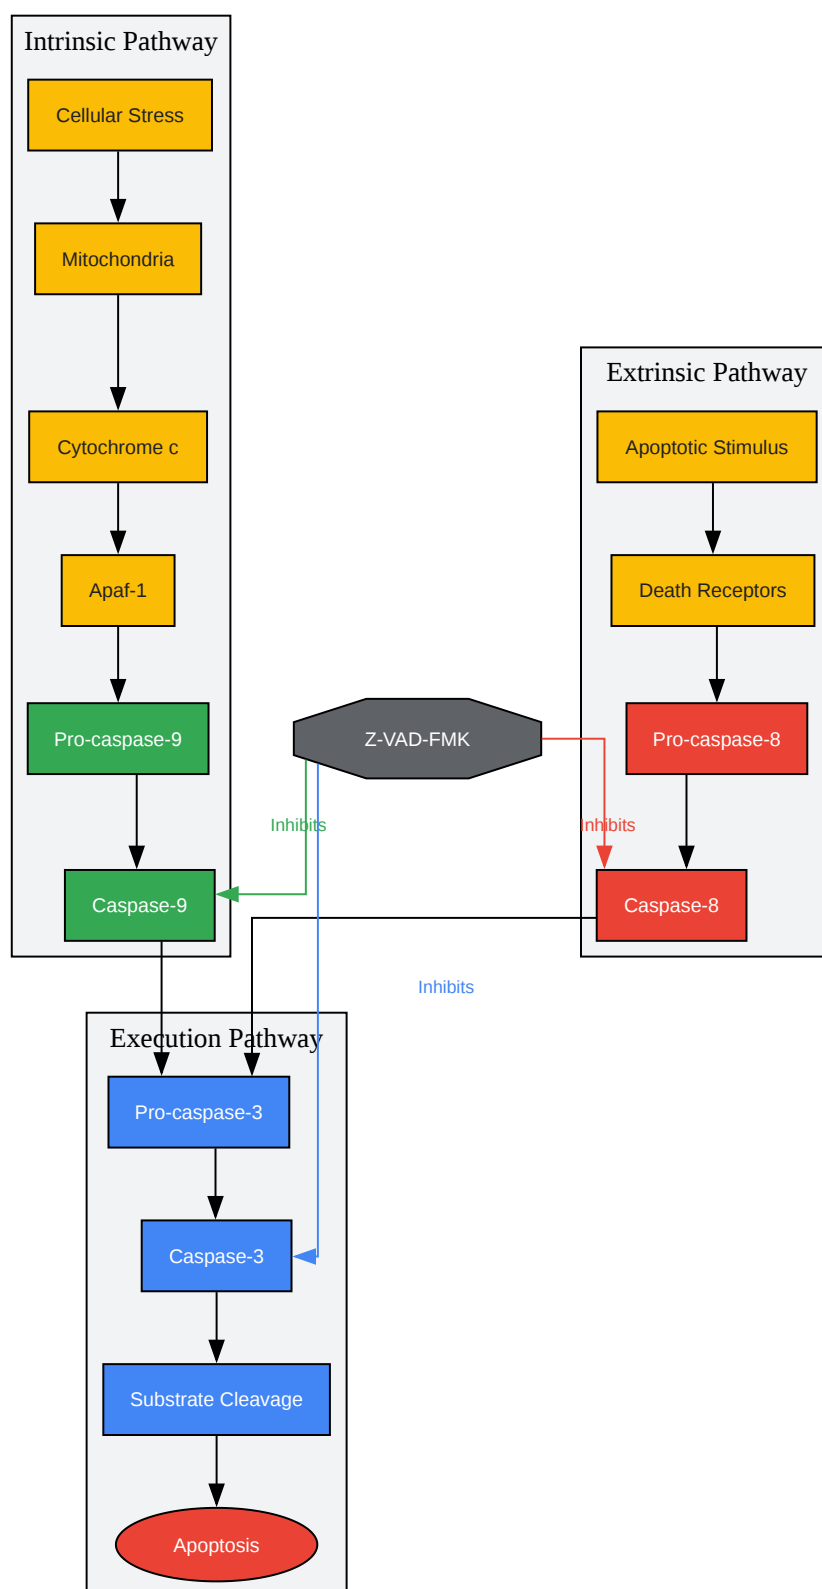 Intrinsic Pathway
Cellular Stress
Mitochondria
Cytochrome c
Apaf-1
Pro-caspase-9
Caspase-9
Extrinsic Pathway
Apoptotic Stimulus
Death Receptors
Pro-caspase-8
Caspase-8
Z-VAD-FMK
Inhibits
Inhibits
Inhibits
Execution Pathway
Pro-caspase-3
Caspase-3
Substrate Cleavage
Apoptosis